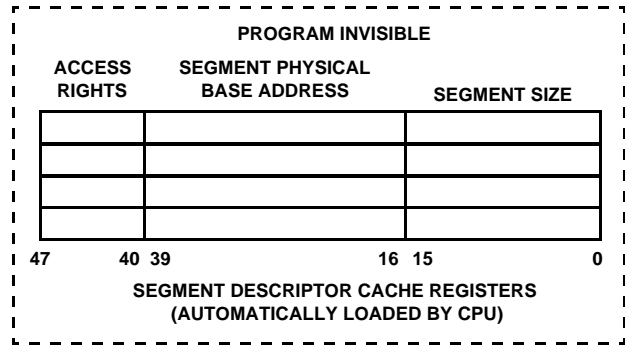 PROGRAM INVISIBLE
ACCESS RIGHTS
SEGMENT PHYSICAL BASE ADDRESS
SEGMENT SIZE
47 40 39 16 15 0
SEGMENT DESCRIPTOR CACHE REGISTERS
(AUTOMATICALLY LOADED BY CPU)